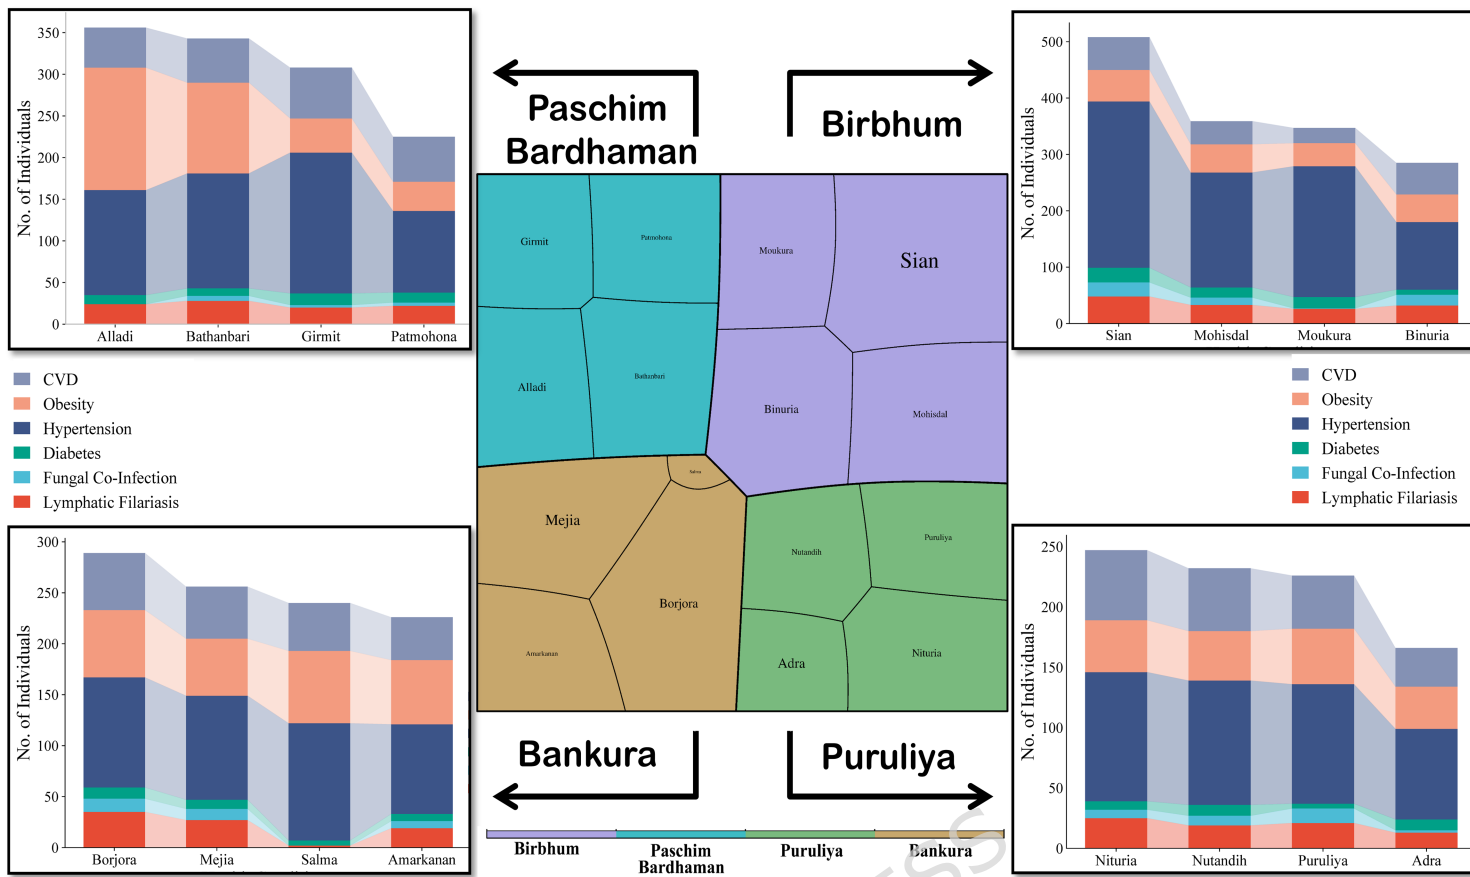 350
300
250
200
150
100
50
0
No. of Individuals
Alladi
Bathanbari
Girmit
Patmohona
Paschim
Bardhaman
Birbhum
500
400
300
200
100
0
No. of Individuals
Sian
Mohisdal
Moukura
Binuria
CVD
Obesity
Hypertension
Diabetes
Fungal Co-Infection
Lymphatic Filariasis
Girmit
Patmohona
Moukura
Sian
Alladi
Bathanbari
Binuria
Mohisdal
Salma
Mejia
Borjora
Amarkanan
Nutandih
Puruliya
Adra
Nituria
CVD
Obesity
Hypertension
Diabetes
Fungal Co-Infection
Lymphatic Filariasis
300
250
200
150
100
50
0
No. of Individuals
Borjora
Mejia
Salma
Amarkanan
Bankura
Puruliya
Birbhum
Paschim
Bardhaman
Puruliya
Bankura
250
200
150
100
50
0
No. of Individuals
Nituria
Nutandih
Puruliya
Adra